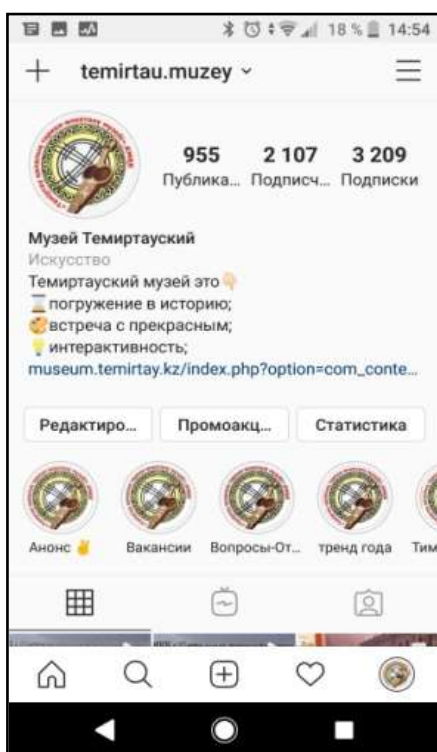 18 % 14:54
temirtau.muzey
955 2 107 3 209
Публика... Подписч... Подписки
Музей Темиртауский
Искусство
Темиртауский музей это
погружение в историю;
встреча с прекрасным;
интерактивность;
museum.temirtay.kz/index.php?option=com_conte...
Редактиро... Промоакц... Статистика
Анонс Вакансии Вопросы-От... тренд года Тим